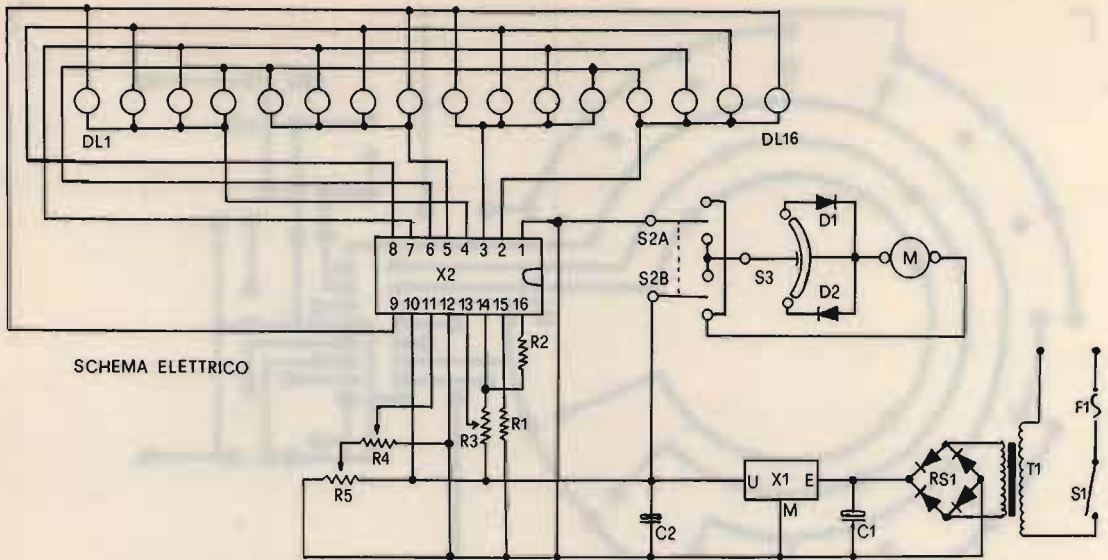 DL1
DL16
8 7 6 5 4 3 2 1
X2
9 10 11 12 13 14 15 16
S2A
S2B
S3
D1
D2
M
SCHEMA ELETTRICO
R2
R3
R1
R4
R5
U X1 E
M
C2
C1
RS1
T1
F1
S1